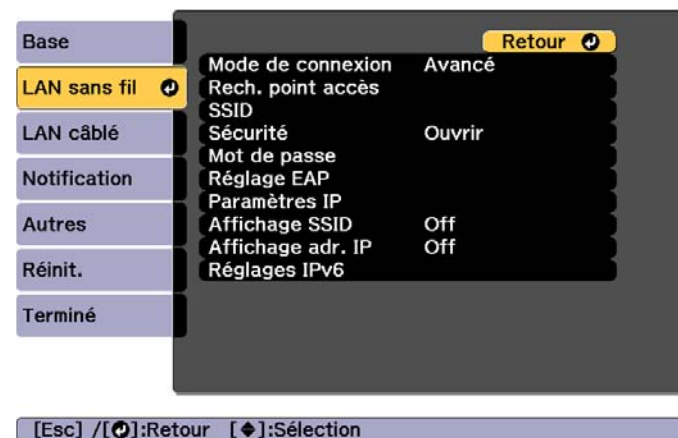 Base
LAN sans fil
LAN câblé
Notification
Autres
Réinit.
Terminé
Retour
Mode de connexion Avancé
Rech. point accès
SSID
Sécurité Ouvrir
Mot de passe
Réglage EAP
Paramètres IP
Affichage SSID Off
Affichage adr. IP Off
Réglages IPv6
[Esc] /[⏎]:Retour [◆]:Sélection